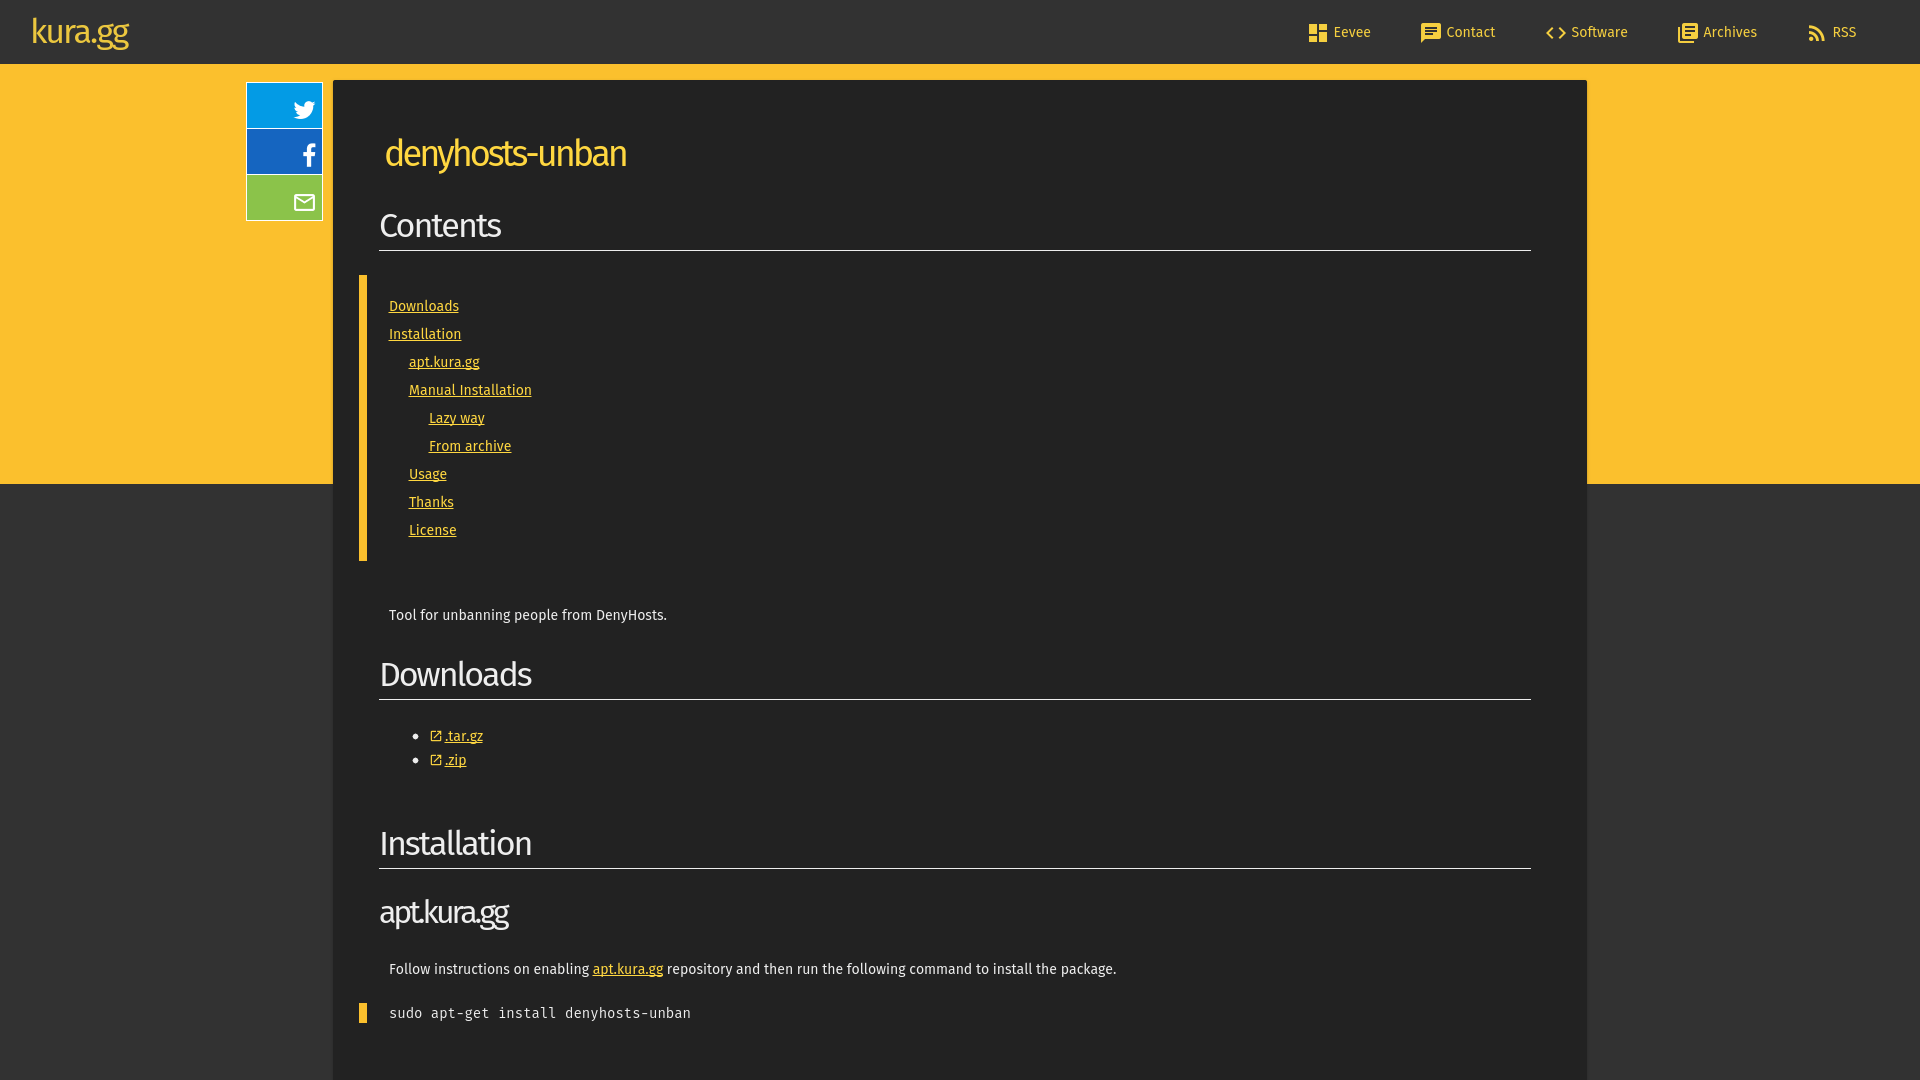 kura.gg
Eevee
Contact
Software
Archives
RSS
denyhosts-unban
Contents
Downloads
Installation
apt.kura.gg
Manual Installation
Lazy way
From archive
Usage
Thanks
License
Tool for unbanning people from DenyHosts.
Downloads
.tar.gz
.zip
Installation
apt.kura.gg
Follow instructions on enabling apt.kura.gg repository and then run the following command to install the package.
sudo apt-get install denyhosts-unban